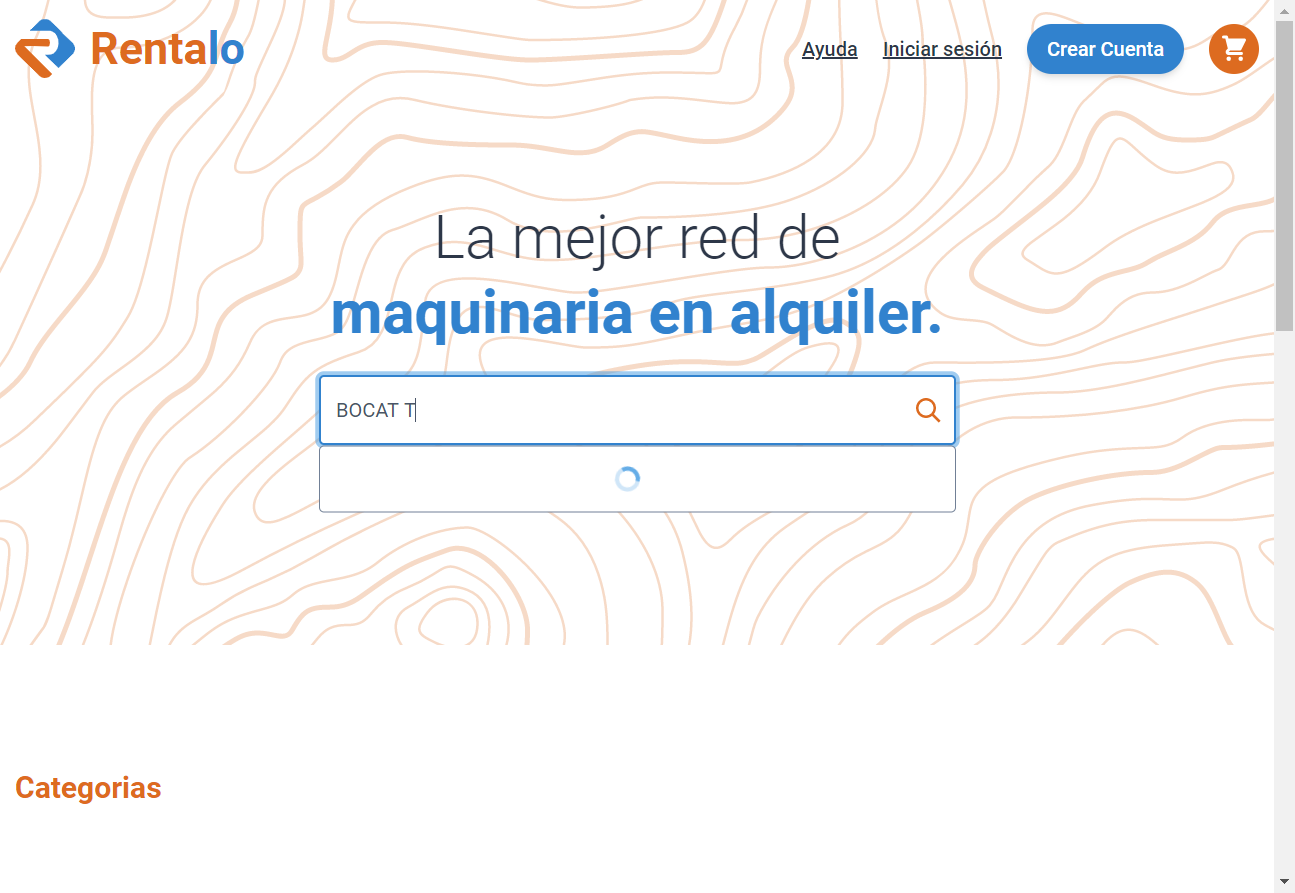 Rentalo
Ayuda
Iniciar sesión
Crear Cuenta
La mejor red de
maquinaria en alquiler.
BOCAT T
Categorias